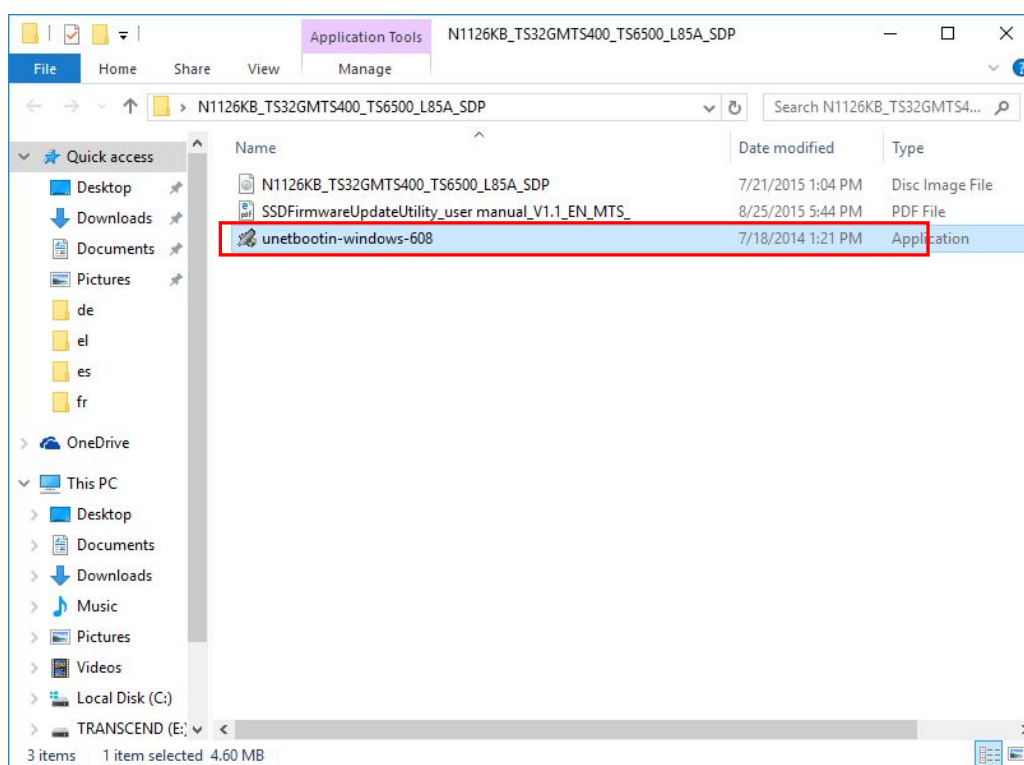 Application Tools N1126KB_TS32GMTS400_TS6500_L85A_SDP
File Home Share View Manage
N1126KB_TS32GMTS400_TS6500_L85A_SDP Search N1126KB_TS32GMTS4...
Name Date modified Type
Quick access
Desktop
Downloads
Documents
Pictures
de
el
es
fr
OneDrive
This PC
Desktop
Documents
Downloads
Music
Pictures
Videos
Local Disk (C:)
TRANSCEND (E:)
N1126KB_TS32GMTS400_TS6500_L85A_SDP 7/21/2015 1:04 PM Disc Image File
SSDFirmwareUpdateUtility_user manual_V1.1_EN_MTS_ 8/25/2015 5:44 PM PDF File
unetbootin-windows-608 7/18/2014 1:21 PM Application
3 items 1 item selected 4.60 MB